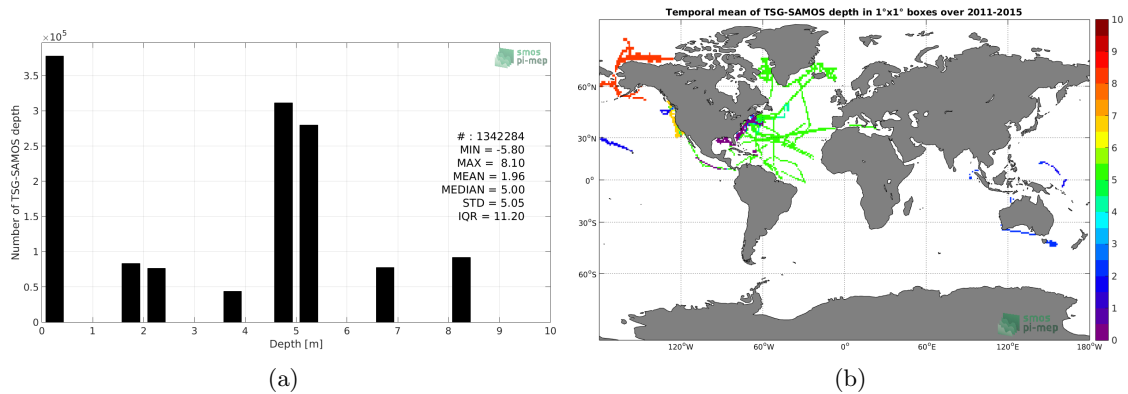 ×10⁵
3.5
3
2.5
2
1.5
1
0.5
0
0 1 2 3 4 5 6 7 8 9 10
Number of TSG-SAMOS depth
Depth [m]
smos
pi-mep
# : 1342284
MIN = -5.80
MAX = 8.10
MEAN = 1.96
MEDIAN = 5.00
STD = 5.05
IQR = 11.20
(a)
Temporal mean of TSG-SAMOS depth in 1°x1° boxes over 2011-2015
60°N
30°N
0°
30°S
60°S
120°W 60°W 0° 60°E 120°E 180°W
10
9
8
7
6
5
4
3
2
1
0
smos
pi-mep
(b)